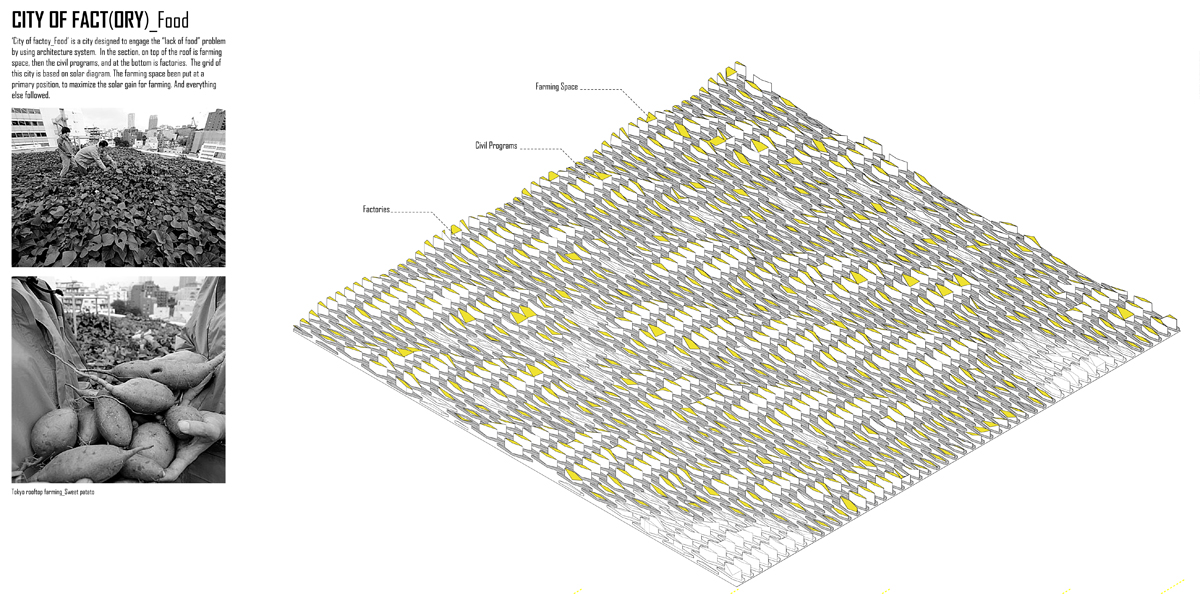 CITY OF FACT(ORY)_Food
'City of factoy_Food' is a city designed to engage the "lack of food" problem
by using architecture system. In the section, on top of the roof is farming
space, then the civil programs, and at the bottom is factories. The grid of
this city is based on solar diagram. The farming space been put at a
primary position, to maximize the solar gain for farming. And everything
else followed.
Farming Space
Civil Programs
Factories
Tokyo rooftop farming_Sweet potato